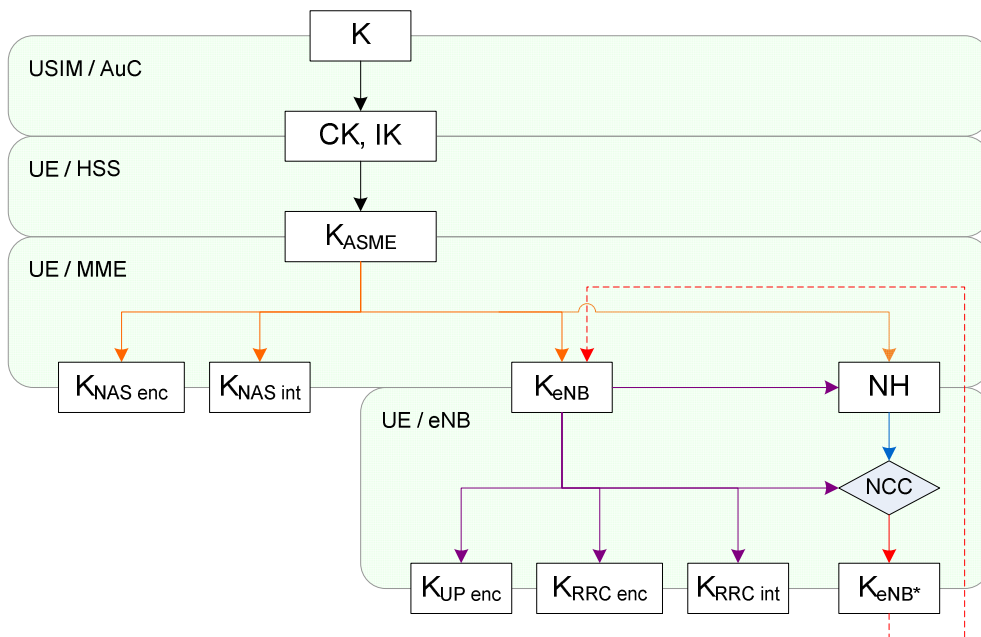 K
USIM / AuC
CK, IK
UE / HSS
KASME
UE / MME
KNAS enc
KNAS int
KeNB
NH
UE / eNB
NCC
KUP enc
KRRC enc
KRRC int
KeNB*